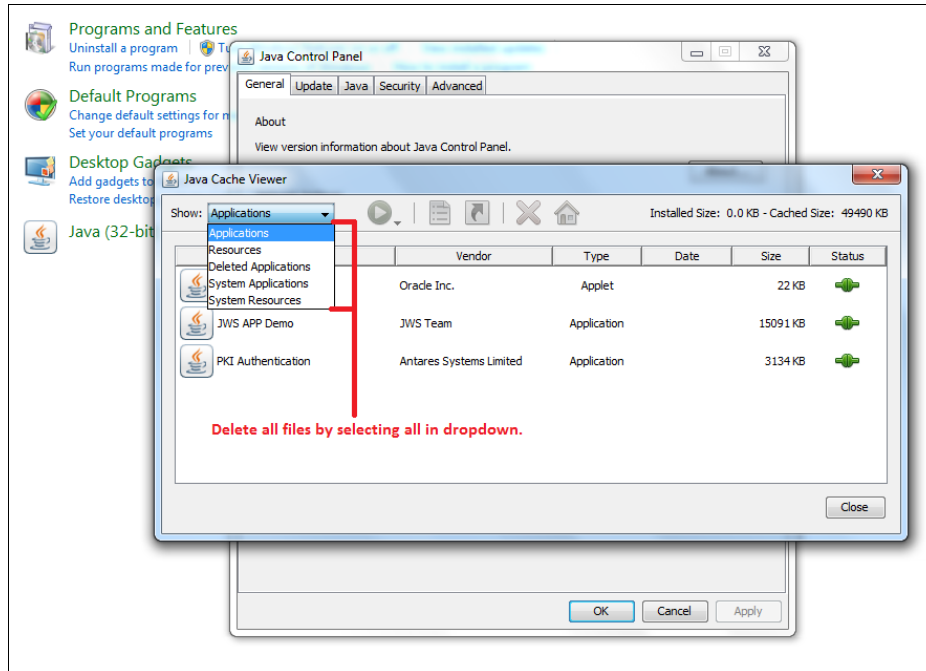 Programs and Features
Uninstall a program
Run programs made for prev
Default Programs
Change default settings for
Set your default programs
Desktop Gadgets
Add gadgets to
Restore desktop
Java (32-bit
Java Control Panel
General Update Java Security Advanced
About
View version information about Java Control Panel.
Java Cache Viewer
Show: Applications
Installed Size: 0.0 KB - Cached Size: 49490 KB
Applications
Resources
Deleted Applications
System Applications
System Resources
Vendor Type Date Size Status
Oracle Inc. Applet 22 KB
JWS APP Demo JWS Team Application 15091 KB
PKI Authentication Antares Systems Limited Application 3134 KB
Delete all files by selecting all in dropdown.
Close
OK Cancel Apply